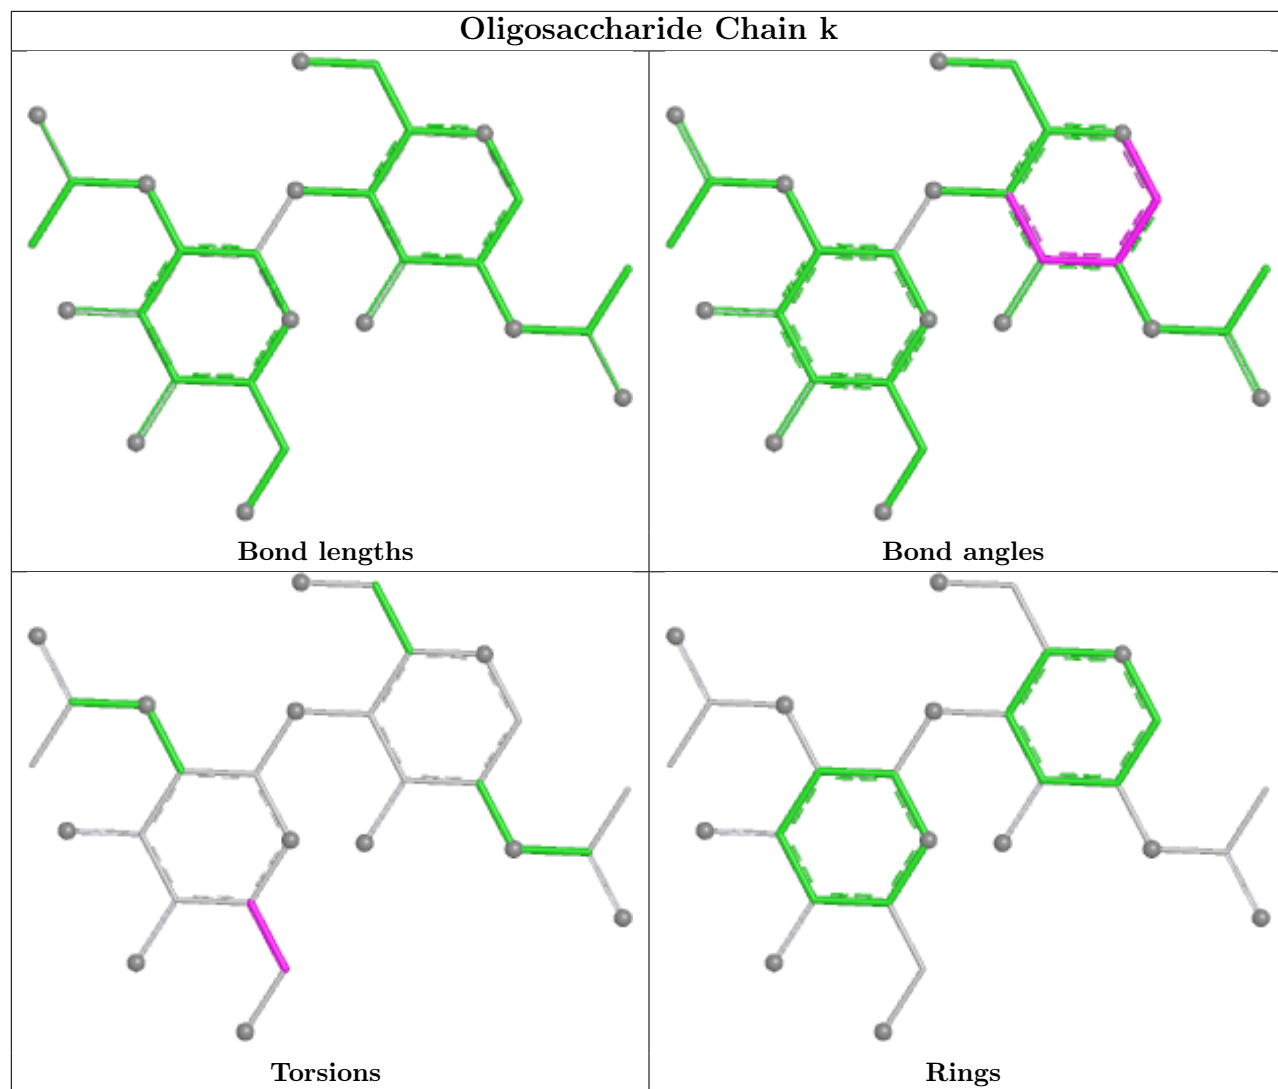 Oligosaccharide Chain k
Bond lengths
Bond angles
Torsions
Rings